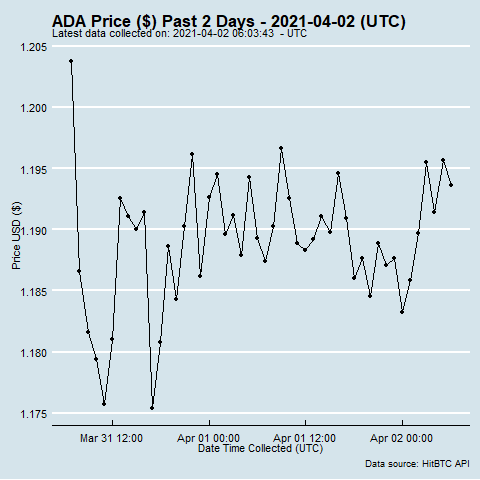 ADA Price ($) Past 2 Days - 2021-04-02 (UTC)
Latest data collected on: 2021-04-02 06:03:43  - UTC
1.205
1.200
1.195
1.190
1.185
1.180
1.175
Price USD ($)
Mar 31 12:00 Apr 01 00:00 Apr 01 12:00 Apr 02 00:00
Date Time Collected (UTC)
Data source: HitBTC API